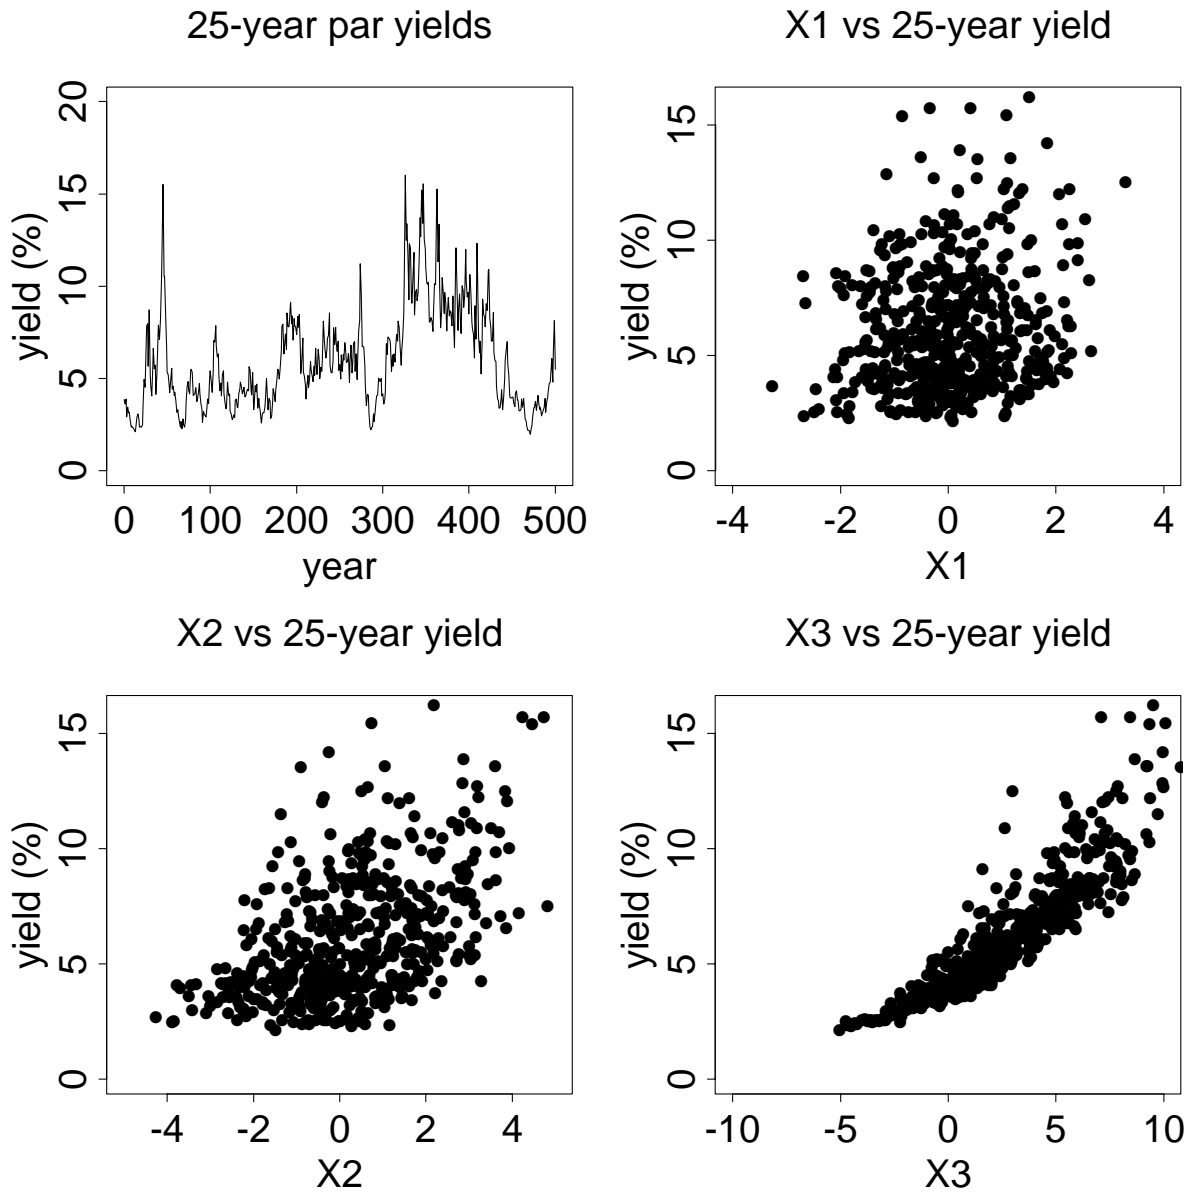 25-year par yields
yield (%)
20
15
10
5
0
0 100 200 300 400 500
year
X1 vs 25-year yield
yield (%)
15
10
5
0
-4 -2 0 2 4
X1
X2 vs 25-year yield
yield (%)
15
10
5
0
-4 -2 0 2 4
X2
X3 vs 25-year yield
yield (%)
15
10
5
0
-10 -5 0 5 10
X3